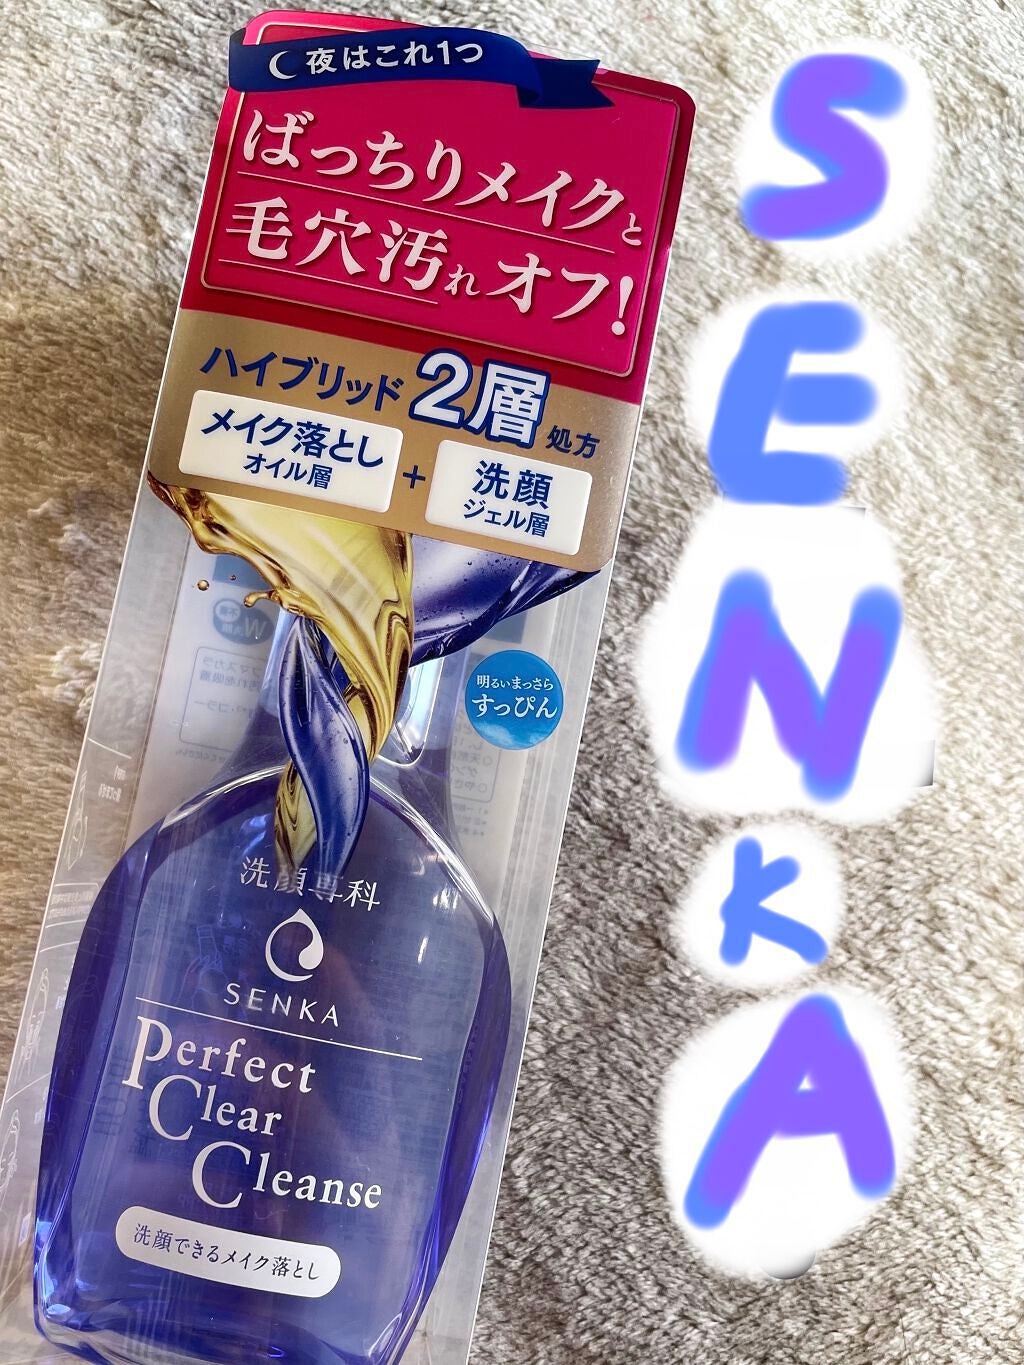 夜はこれ1つ
ばっちりメイクと
毛穴汚れオフ!
ハイブリッド2層処方
メイク落とし
オイル層
+
洗顔
ジェル層
明るいまっさら
すっぴん
洗顔専科
SENKA
Perfect
Clear
Cleanse
洗顔できるメイク落とし
S
E
N
K
A